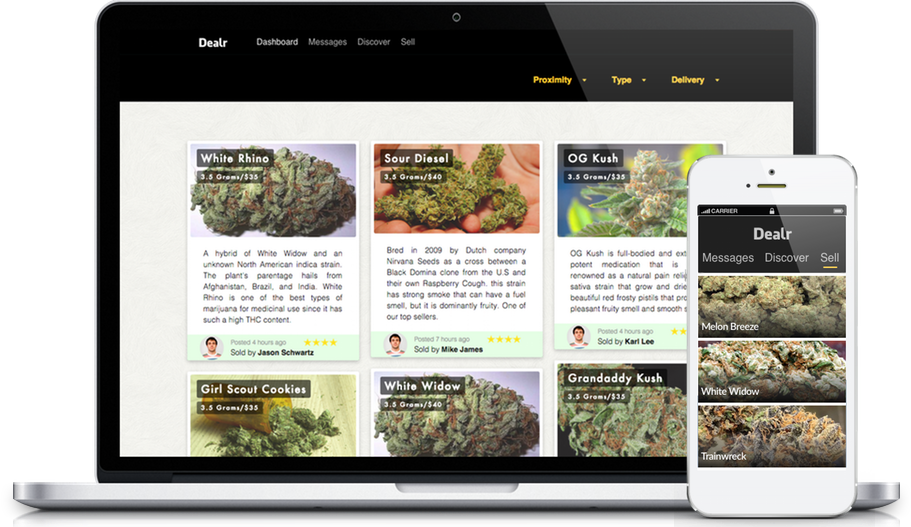 Dealr Dashboard Messages Discover Sell
Proximity Type Delivery
White Rhino
3.5 Grams/$35
A hybrid of White Widow and an
unknown North American indica strain.
The plant's parentage hails from
Afghanistan, Brazil, and India. White
Rhino is one of the best types of
marijuana for medicinal use since it has
such a high THC content.
Posted 4 hours ago
Sold by Jason Schwartz
Sour Diesel
3.5 Grams/$40
Bred in 2009 by Dutch company
Nirvana Seeds as a cross between a
Black Domina clone from the U.S and
their own Raspberry Cough. this strain
has strong smoke that can have a fuel
smell, but it is dominantly fruity. One of
our top sellers.
Posted 7 hours ago
Sold by Mike James
OG Kush
3.5 Grams/$35
OG Kush is full-bodied and ext
potent medication that is
renowned as a natural pain reli
sativa strain that grow and drie
beautiful red frosty pistils that pro
pleasant fruity smell and smooth s
Posted 4 hours ago
Sold by Karl Lee
Girl Scout Cookies
3.5 Grams/$35
White Widow
3.5 Grams/$40
Grandaddy Kush
3.5 Grams/$35
CARRIER
Dealr
Messages Discover Sell
Melon Breeze
White Widow
Trainwreck